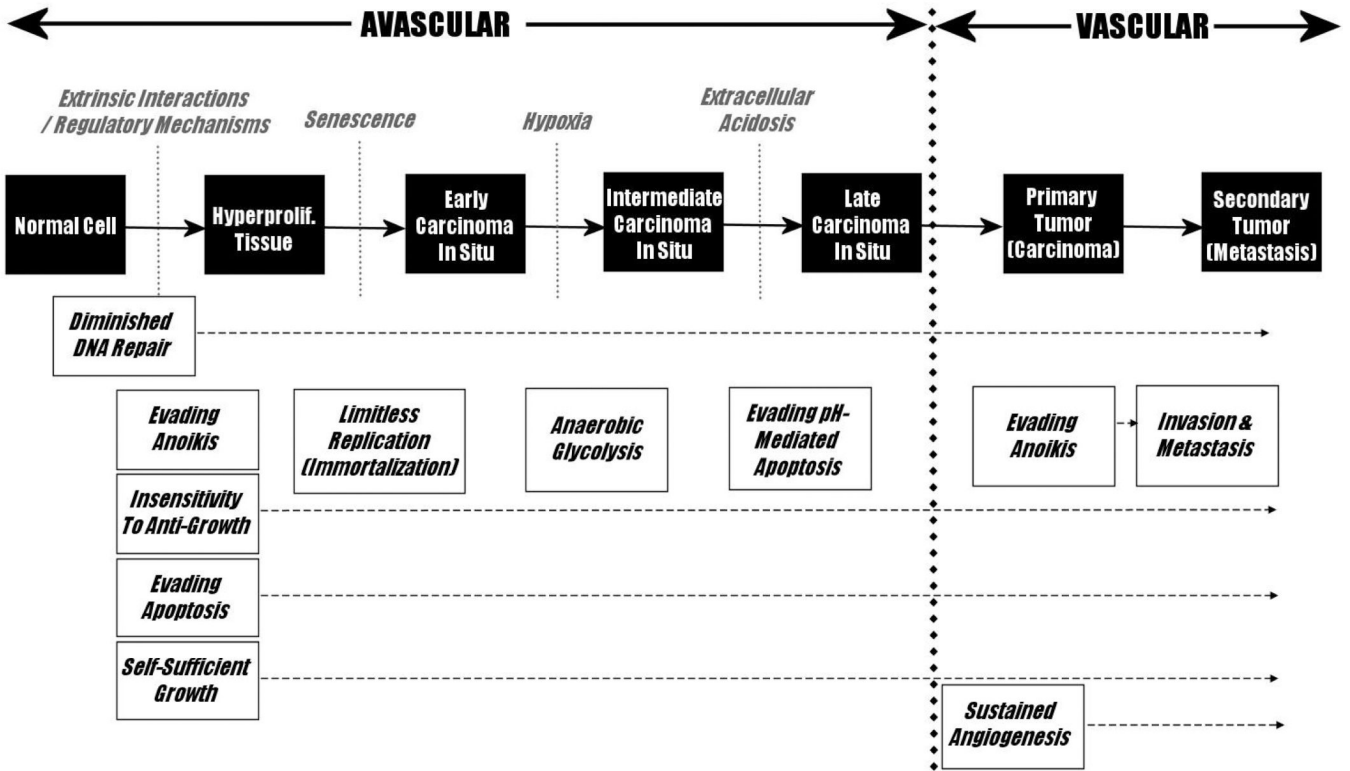 AVASCULAR
VASCULAR
Extrinsic Interactions
/ Regulatory Mechanisms
Senescence
Hypoxia
Extracellular
Acidosis
Normal Cell
Hyperprolif.
Tissue
Early
Carcinoma
In Situ
Intermediate
Carcinoma
In Situ
Late
Carcinoma
In Situ
Primary
Tumor
(Carcinoma)
Secondary
Tumor
(Metastasis)
Diminished
DNA Repair
Evading
Anoikis
Limitless
Replication
(Immortalization)
Anaerobic
Glycolysis
Evading pH-
Mediated
Apoptosis
Evading
Anoikis
Invasion &
Metastasis
Insensitivity
To Anti-Growth
Evading
Apoptosis
Self-Sufficient
Growth
Sustained
Angiogenesis